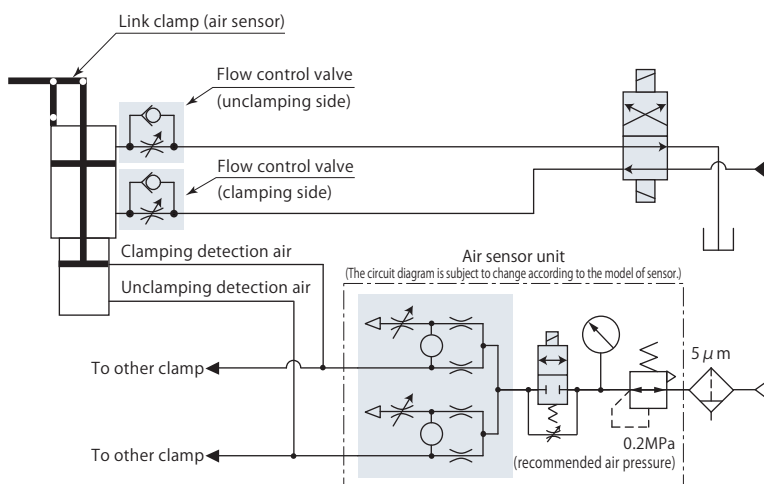 Link clamp (air sensor)
Flow control valve
(unclamping side)
Flow control valve
(clamping side)
Clamping detection air
Unclamping detection air
Air sensor unit
(The circuit diagram is subject to change according to the model of sensor.)
5 μm
To other clamp
To other clamp
0.2MPa
(recommended air pressure)